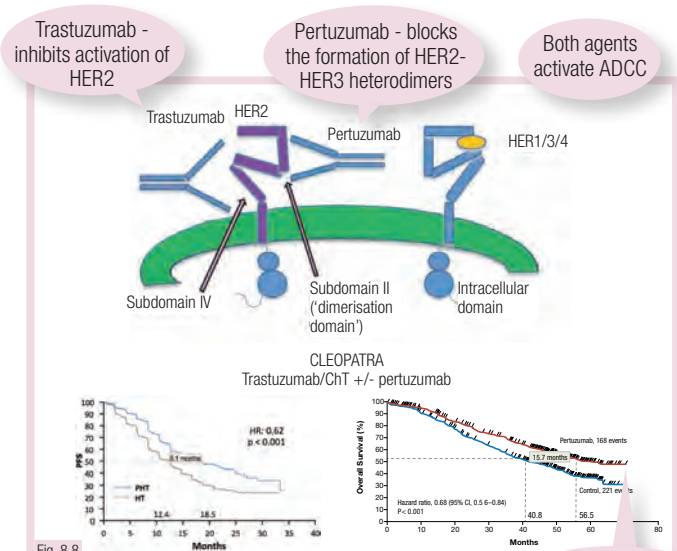 Trastuzumab -
inhibits activation of
HER2
Pertuzumab - blocks
the formation of HER2-
HER3 heterodimers
Both agents
activate ADCC
Trastuzumab
HER2
Pertuzumab
HER1/3/4
Subdomain IV
Subdomain II
('dimerisation
domain')
Intracellular
domain
CLEOPATRA
Trastuzumab/ChT +/- pertuzumab
PFS
100
90
80
70
60
50
40
30
20
10
0
HR: 0,62
p < 0.001
6.1 months
PHT
HT
12.4
18.5
0 5 10 15 20 25 30 35 40
Months
Overall Survival (%)
100
90
80
70
60
50
40
30
20
10
0
Pertuzumab, 168 events
15.7 months
Control, 221
Hazard ratio, 0.68 (95% CI, 0.5 6–0.84)
P< 0.001
40.8
56.5
0 10 20 30 40 50 60 80
Months
Fig. 8.8